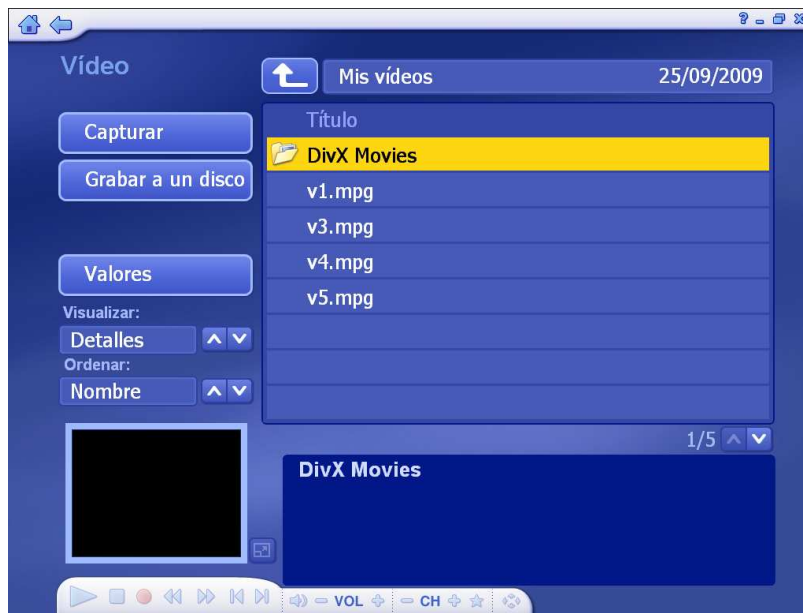 Vídeo
Mis vídeos 25/09/2009
Capturar
Grabar a un disco
Valores
Visualizar:
Detalles
Ordenar:
Nombre
Título
DivX Movies
v1.mpg
v3.mpg
v4.mpg
v5.mpg
1/5
DivX Movies
VOL
CH